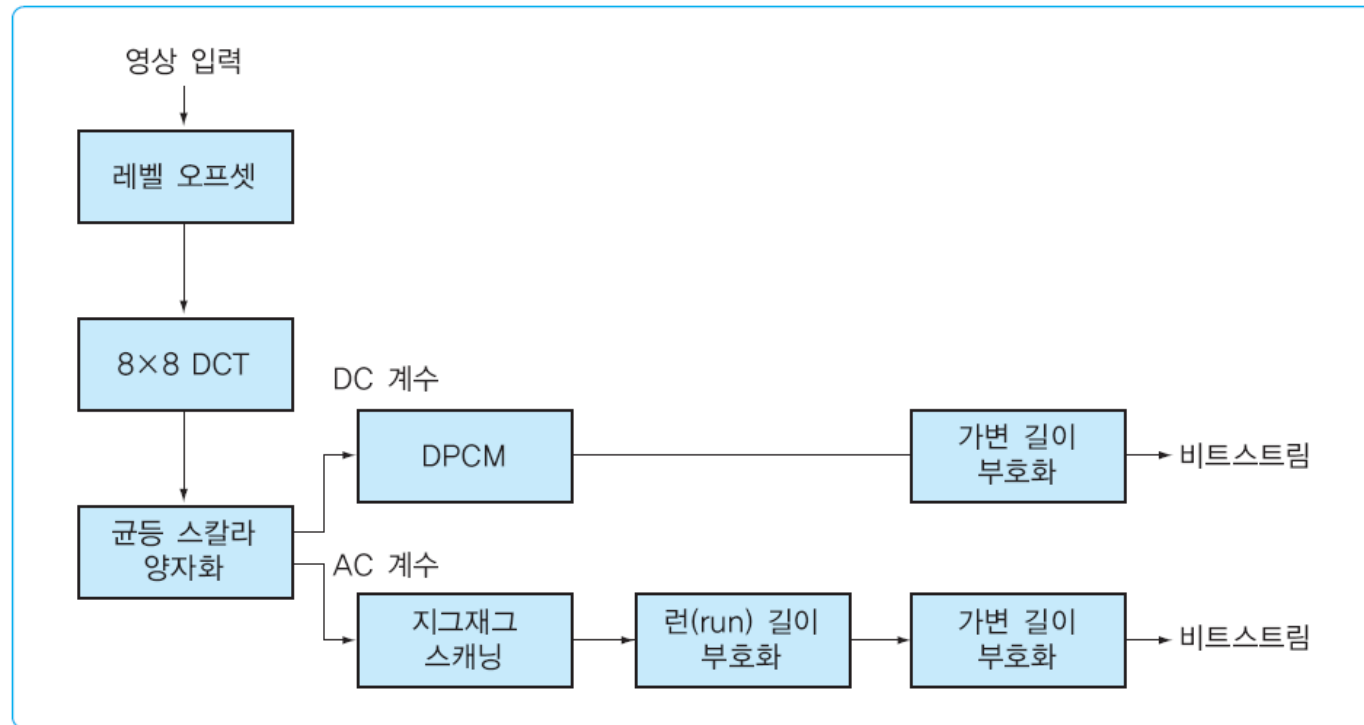 영상 입력
레벨 오프셋
8×8 DCT
균등 스칼라
양자화
DC 계수
DPCM
가변 길이
부호화
비트스트림
AC 계수
지그재그
스캐닝
런(run) 길이
부호화
가변 길이
부호화
비트스트림